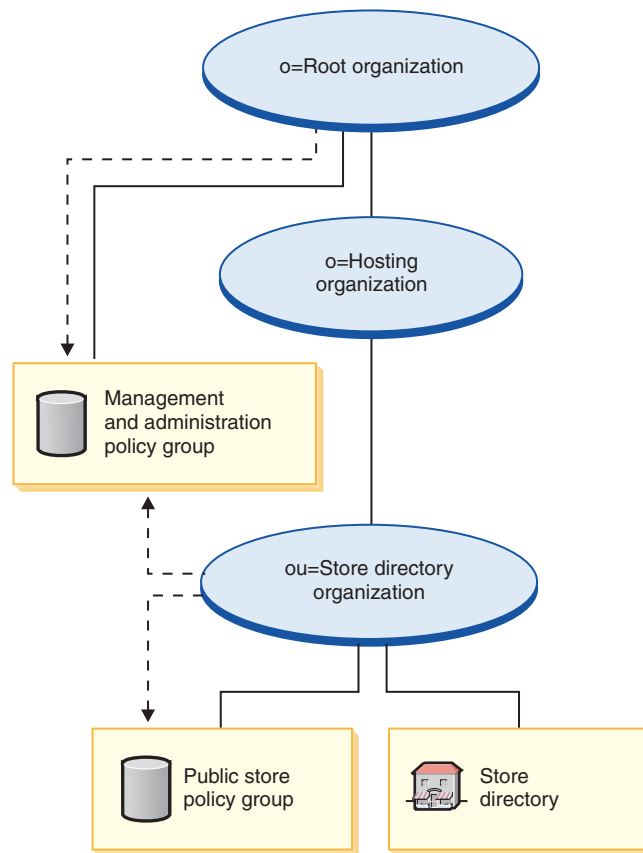 o=Root organization
o=Hosting
organization
Management
and administration
policy group
ou=Store directory
organization
Public store
policy group
Store
directory